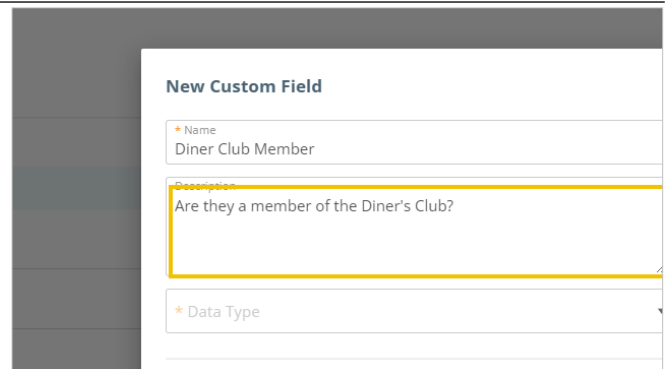 New Custom Field
* Name
Diner Club Member
Description
Are they a member of the Diner's Club?
* Data Type